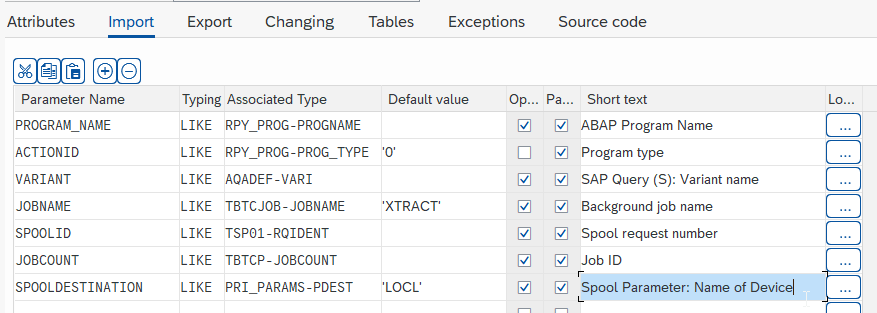 Attributes Import Export Changing Tables Exceptions Source code
Parameter Name Typing Associated Type Default value Op... Pa... Short text Lo...
PROGRAM_NAME LIKE RPY_PROG-PROGNAME ABAP Program Name ...
ACTIONID LIKE RPY_PROG-PROG_TYPE '0' Program type ...
VARIANT LIKE AQADEF-VARI SAP Query (S): Variant name ...
JOBNAME LIKE TBTCJOB-JOBNAME 'XTRACT' Background job name ...
SPOOLID LIKE TSP01-RQIDENT Spool request number ...
JOBCOUNT LIKE TBTCP-JOBCOUNT Job ID ...
SPOOLDESTINATION LIKE PRI_PARAMS-PDEST 'LOCL' Spool Parameter: Name of Device ...